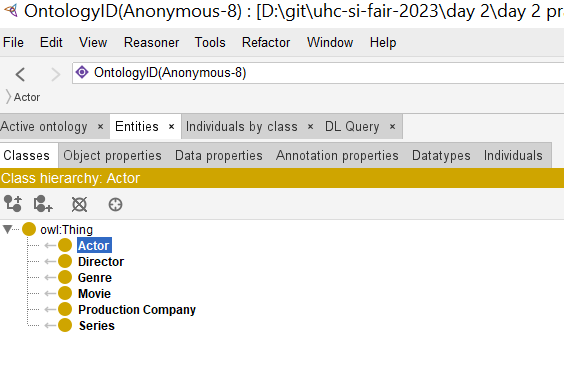 OntologyID(Anonymous-8) : [D:\git\uhc-si-fair-2023\day 2\day 2 pr
File Edit View Reasoner Tools Refactor Window Help
OntologyID(Anonymous-8)
Actor
Active ontology × Entities × Individuals by class × DL Query ×
Classes Object properties Data properties Annotation properties Datatypes Individuals
Class hierarchy: Actor
owl:Thing
Actor
Director
Genre
Movie
Production Company
Series